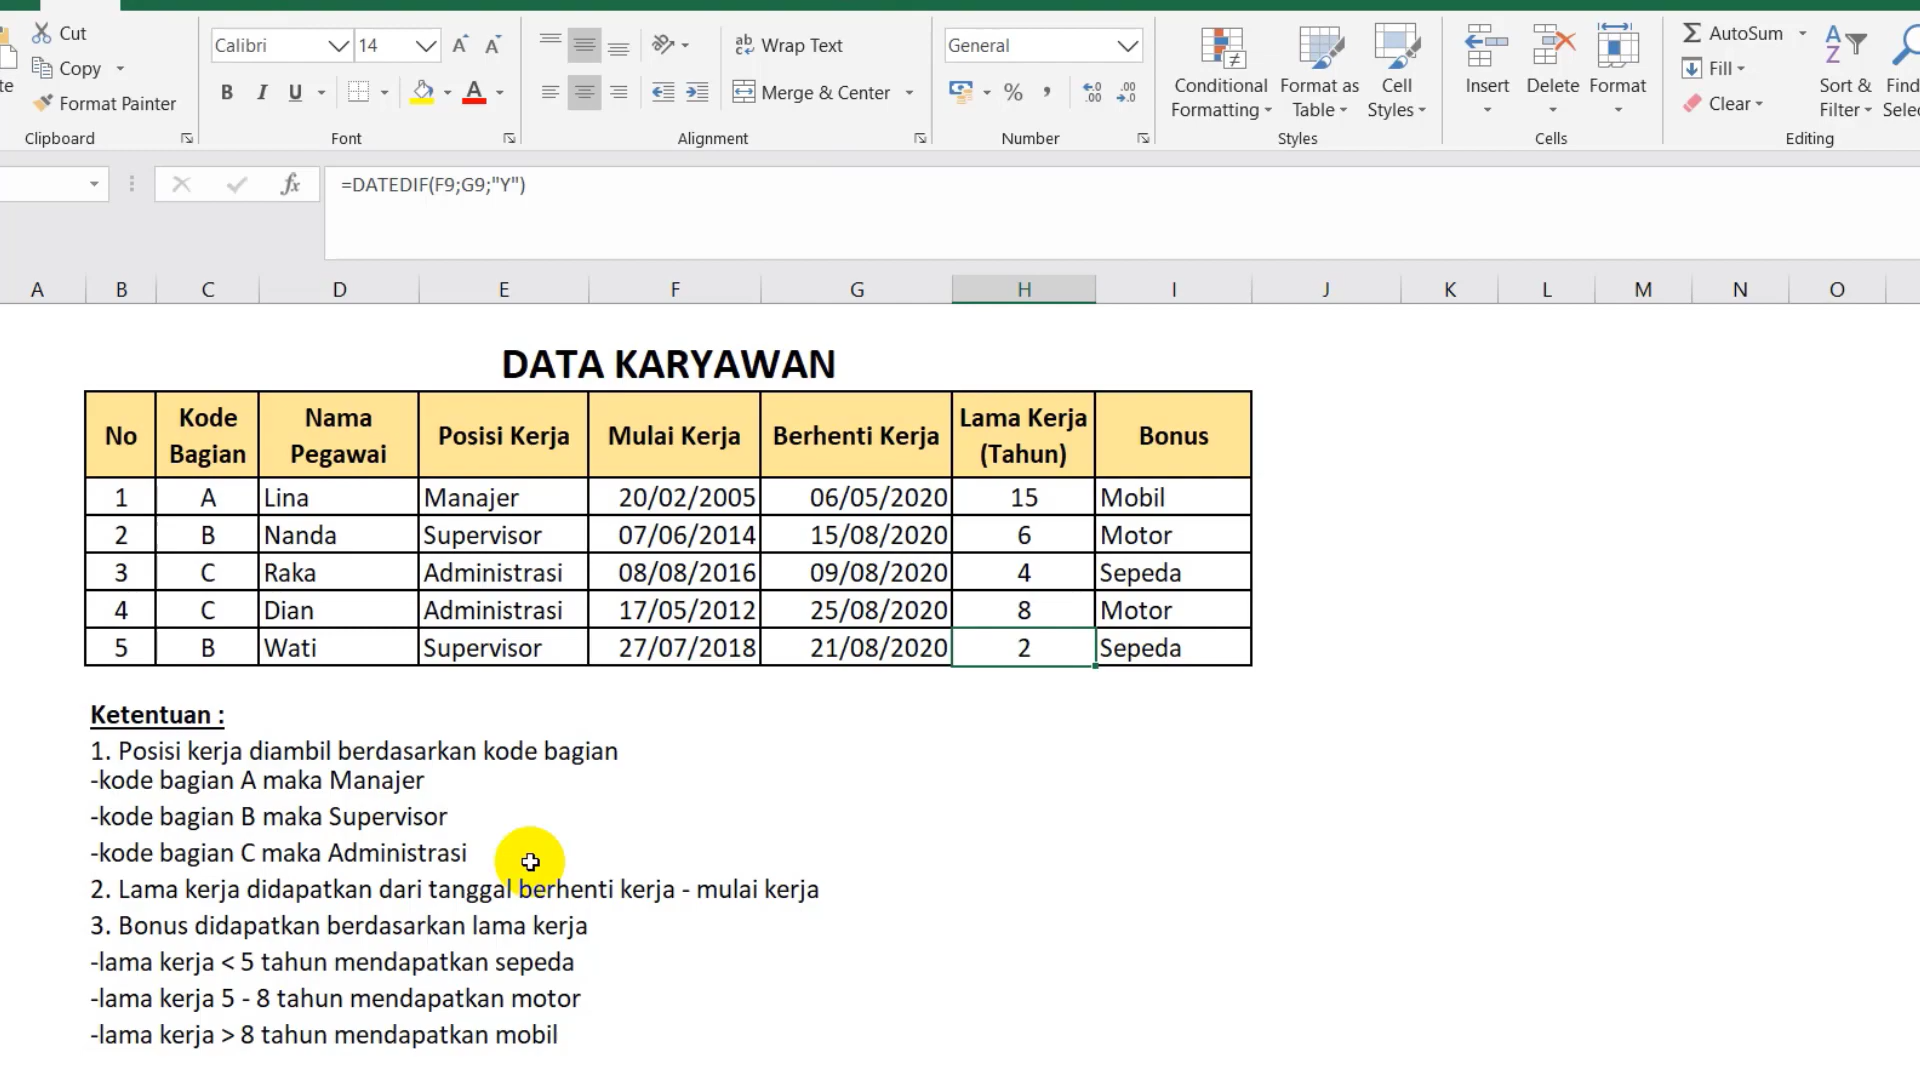 Cut
Copy
te
Format Painter
Clipboard
Calibri 14
B I U
Font
Wrap Text
Merge & Center
Alignment
General
% ,
Number
Conditional Formatting
Format as Table
Cell Styles
Styles
Insert
Delete
Format
Cells
AutoSum
Fill
Clear
Sort & Filter
Find
Selec
Editing
fx =DATEDIF(F9;G9;"Y")
A B C D E F G H I J K L M N O
DATA KARYAWAN
No Kode Bagian Nama Pegawai Posisi Kerja Mulai Kerja Berhenti Kerja Lama Kerja (Tahun) Bonus
1 A Lina Manajer 20/02/2005 06/05/2020 15 Mobil
2 B Nanda Supervisor 07/06/2014 15/08/2020 6 Motor
3 C Raka Administrasi 08/08/2016 09/08/2020 4 Sepeda
4 C Dian Administrasi 17/05/2012 25/08/2020 8 Motor
5 B Wati Supervisor 27/07/2018 21/08/2020 2 Sepeda
Ketentuan :
1. Posisi kerja diambil berdasarkan kode bagian
-kode bagian A maka Manajer
-kode bagian B maka Supervisor
-kode bagian C maka Administrasi
2. Lama kerja didapatkan dari tanggal berhenti kerja - mulai kerja
3. Bonus didapatkan berdasarkan lama kerja
-lama kerja < 5 tahun mendapatkan sepeda
-lama kerja 5 - 8 tahun mendapatkan motor
-lama kerja > 8 tahun mendapatkan mobil